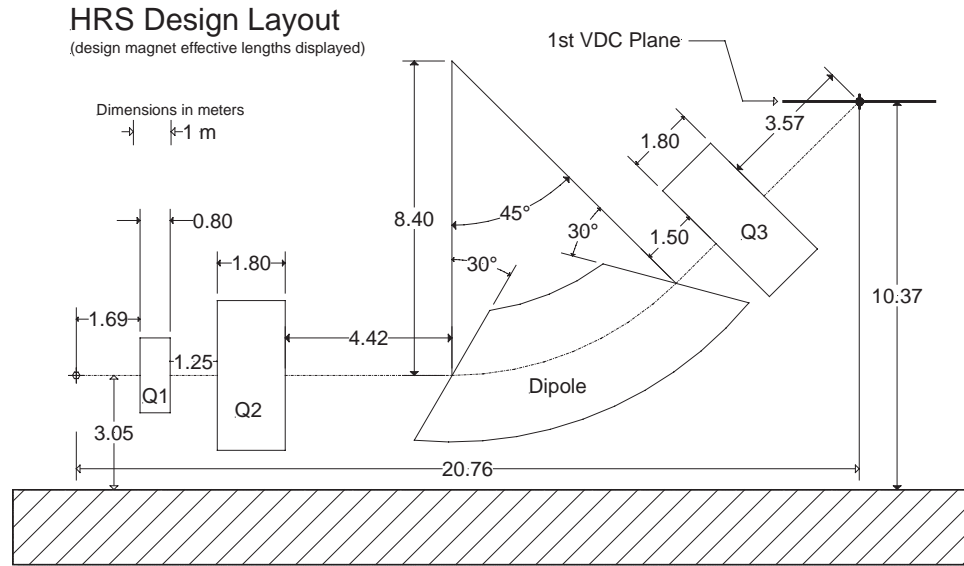 HRS Design Layout
(design magnet effective lengths displayed)
1st VDC Plane
Dimensions in meters
1 m
3.57
1.80
0.80
8.40
45°
30°
1.50
Q3
1.80
30°
10.37
1.69
4.42
1.25
Dipole
Q1
Q2
3.05
20.76